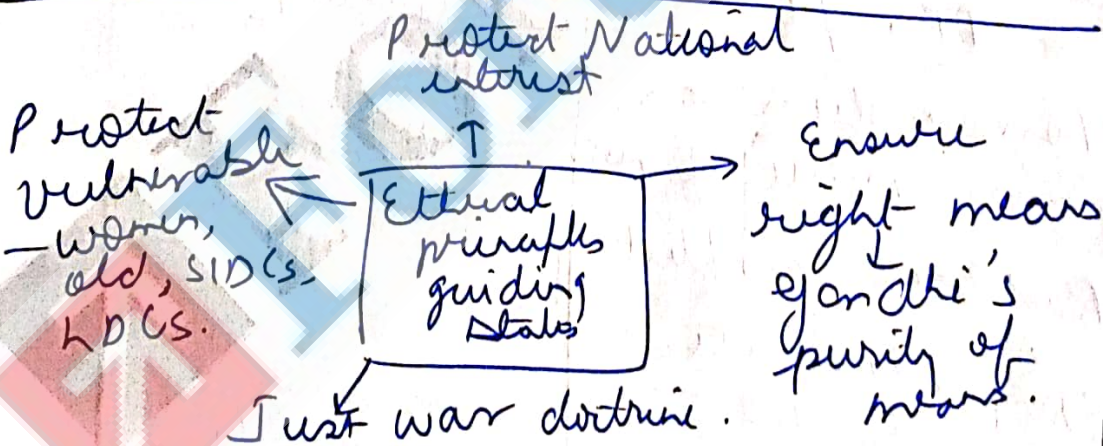 Protect National
interest
Protect
vulnerable
– women,
old, SIDCs,
LDCs.
Ethical
principles
guiding
states
Ensure
right means
Gandhi's
purity of
means.
Just war doctrine.